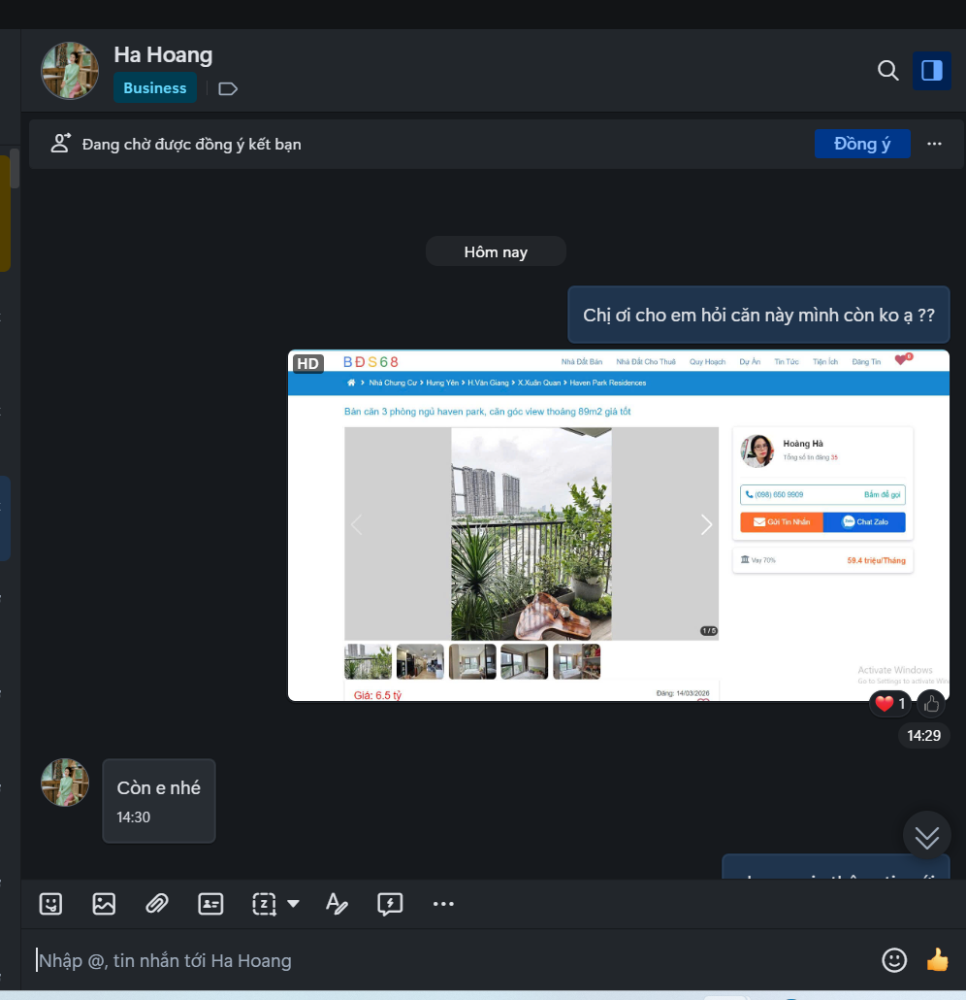 Ha Hoang
Business
Đang chờ được đồng ý kết bạn
Đồng ý
Hôm nay
Chị ơi cho em hỏi căn này mình còn ko ạ ??
HD
BĐS68
Nhà Đất Bán Nhà Đất Cho Thuê Quy Hoạch Dự Án Tin Tức Tiện Ích Đăng Tin
Nhà Chung Cư > Hưng Yên > H.Văn Giang > X.Xuân Quan > Haven Park Residences
Bán căn 3 phòng ngủ haven park, căn góc view thoáng 89m2 giá tốt
Hoàng Hà
Tổng số tin đăng 35
(098) 650 9909 Bấm để gọi
Gửi Tin Nhắn
Chat Zalo
Vay 70% 59.4 triệu/Tháng
1/5
Giá: 6.5 tỷ
Đăng: 14/03/2026
Activate Windows
Go to Settings to activate Win
1
14:29
Còn e nhé
14:30
Nhập @, tin nhắn tới Ha Hoang